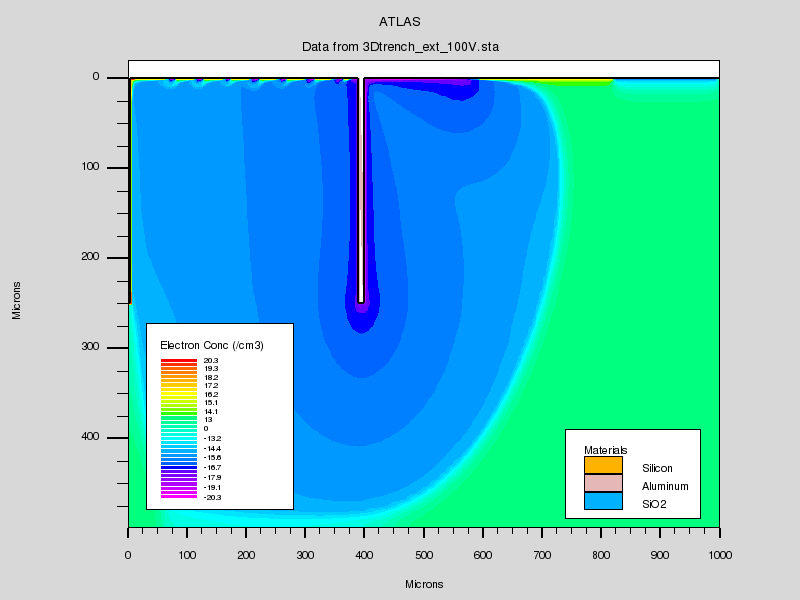 ATLAS
Data from 3Dtrench_ext_100V.sta
0
100
200
300
400
Microns
Electron Conc (/cm3)
20.3
19.3
18.2
17.2
16.2
15.1
14.1
13
0
-13.2
-14.4
-15.6
-16.7
-17.9
-19.1
-20.3
Materials
Silicon
Aluminum
SiO2
0 100 200 300 400 500 600 700 800 900 1000
Microns